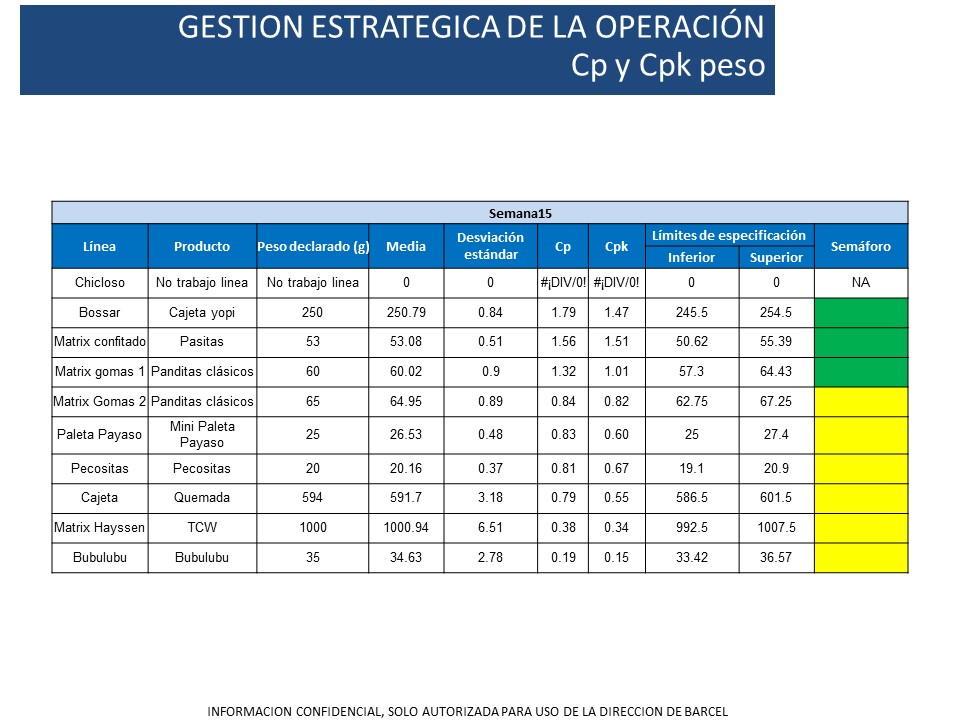 GESTION ESTRATEGICA DE LA OPERACIÓN
Cp y Cpk peso
Semana15
Línea Producto Peso declarado (g) Media Desviación estándar Cp Cpk Límites de especificación Semáforo
Inferior Superior
Chicloso No trabajo linea No trabajo linea 0 0 #¡DIV/0! #¡DIV/0! 0 0 NA
Bossar Cajeta yopi 250 250.79 0.84 1.79 1.47 245.5 254.5
Matrix confitado Pasitas 53 53.08 0.51 1.56 1.51 50.62 55.39
Matrix gomas 1 Panditas clásicos 60 60.02 0.9 1.32 1.01 57.3 64.43
Matrix Gomas 2 Panditas clásicos 65 64.95 0.89 0.84 0.82 62.75 67.25
Paleta Payaso Mini Paleta Payaso 25 26.53 0.48 0.83 0.60 25 27.4
Pecositas Pecositas 20 20.16 0.37 0.81 0.67 19.1 20.9
Cajeta Quemada 594 591.7 3.18 0.79 0.55 586.5 601.5
Matrix Hayssen TCW 1000 1000.94 6.51 0.38 0.34 992.5 1007.5
Bubulubu Bubulubu 35 34.63 2.78 0.19 0.15 33.42 36.57
INFORMACION CONFIDENCIAL, SOLO AUTORIZADA PARA USO DE LA DIRECCION DE BARCEL